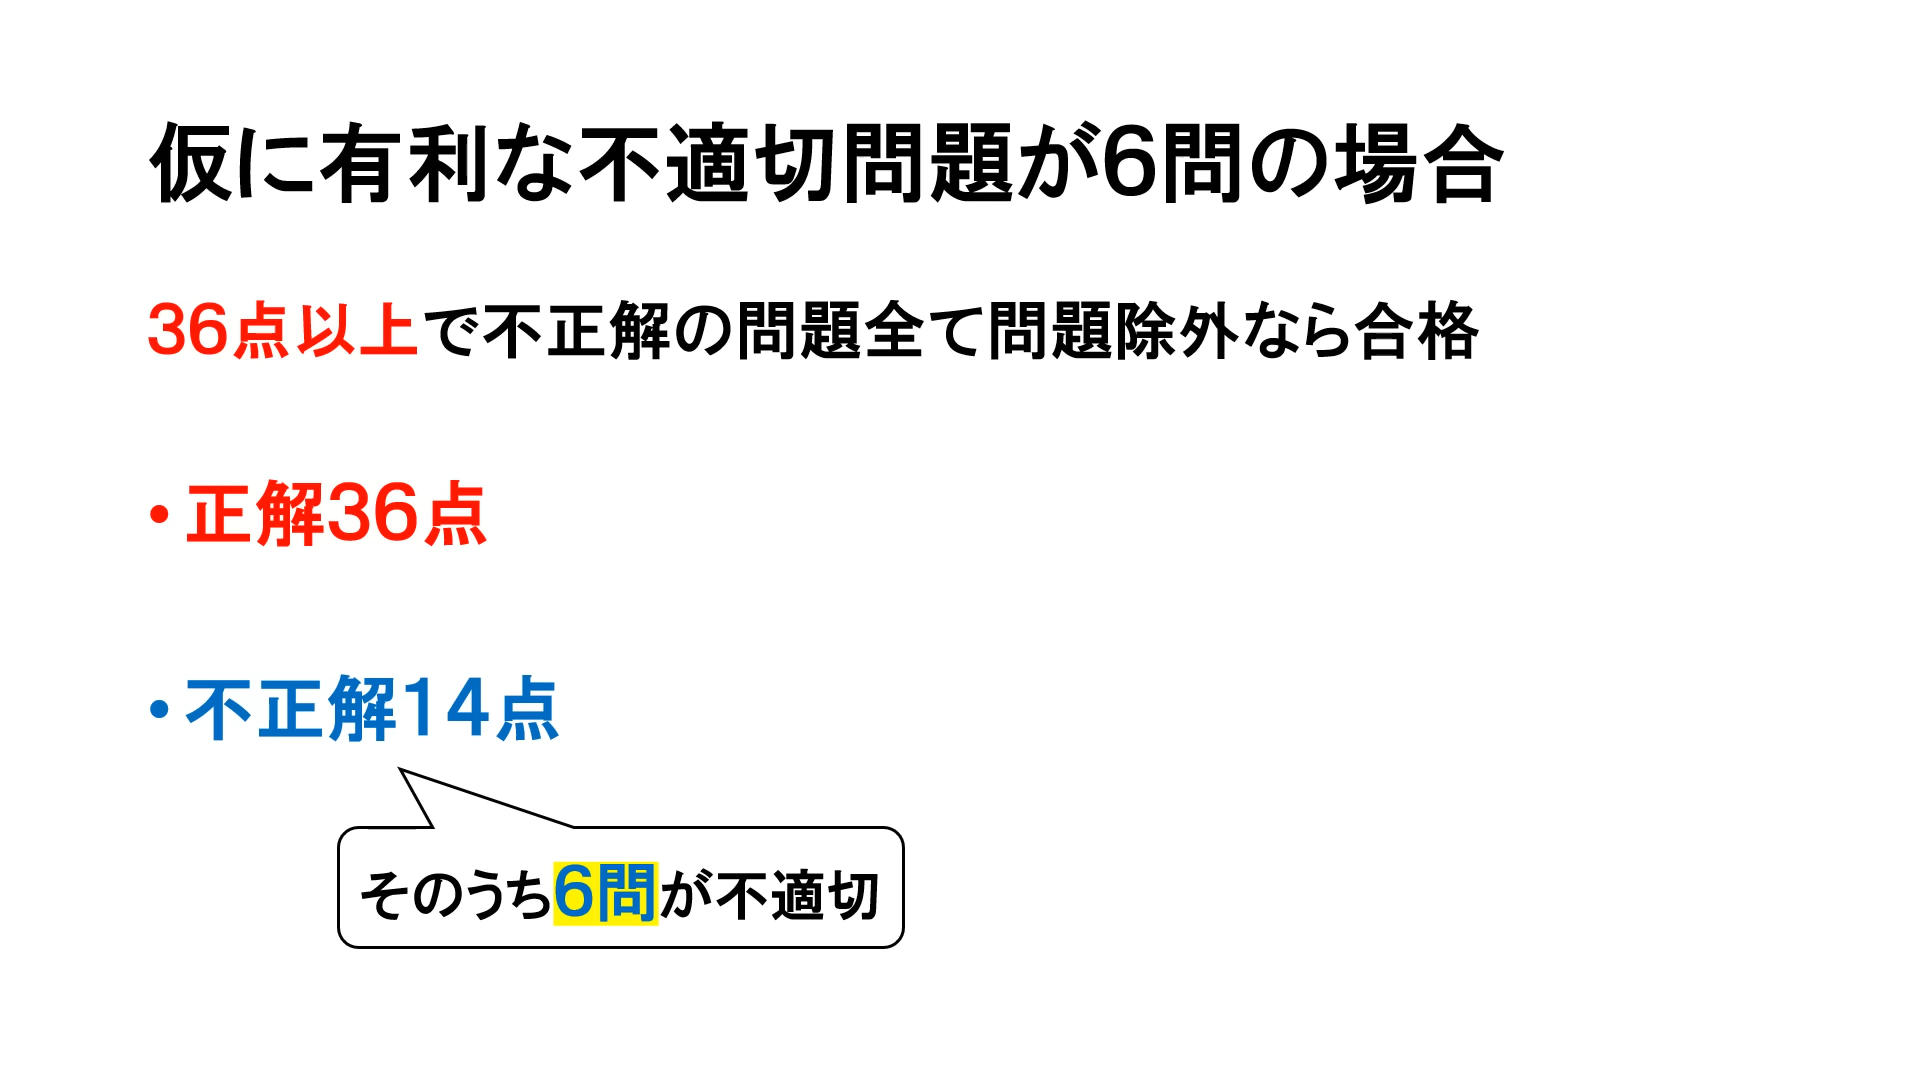 仮に有利な不適切問題が6問の場合
36点以上で不正解の問題全て問題除外なら合格
• 正解36点
• 不正解14点
そのうち6問が不適切